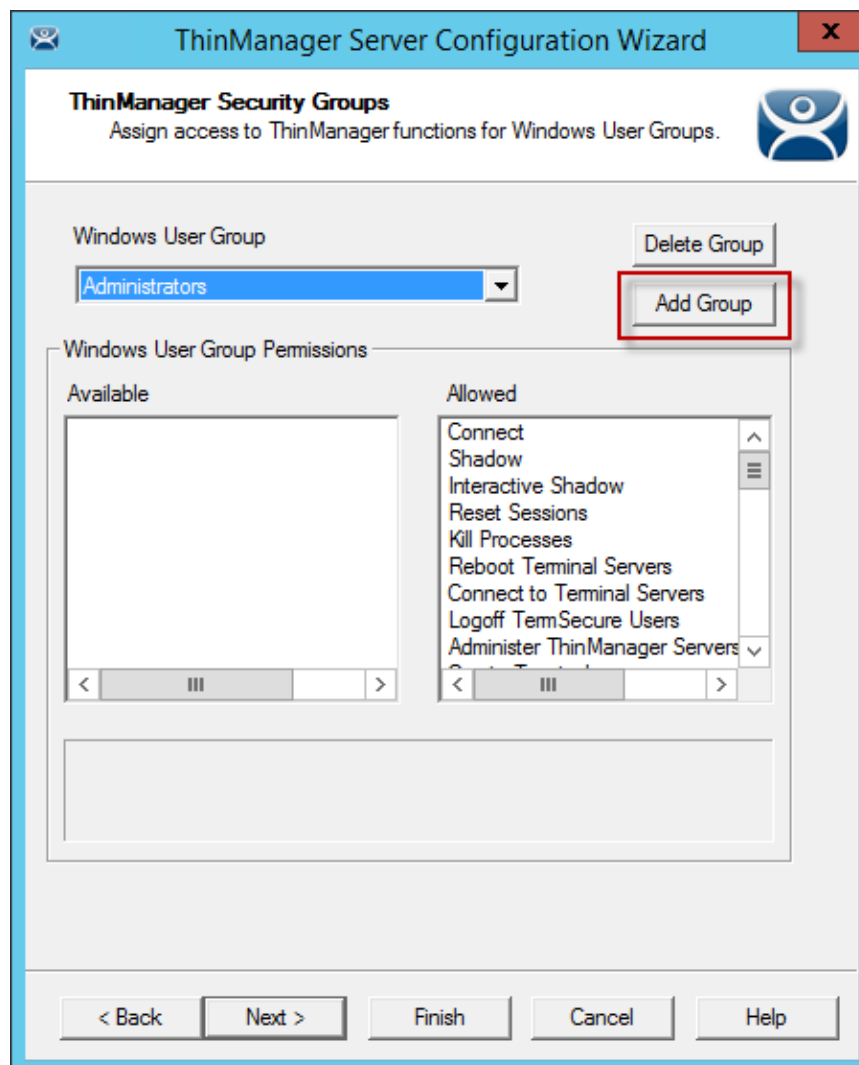 ThinManager Server Configuration Wizard
x
ThinManager Security Groups
Assign access to ThinManager functions for Windows User Groups.
Windows User Group
Delete Group
Administrators
Add Group
Windows User Group Permissions
Available
Allowed
Connect
Shadow
Interactive Shadow
Reset Sessions
Kill Processes
Reboot Terminal Servers
Connect to Terminal Servers
Logoff TermSecure Users
Administer ThinManager Servers
< Back
Next >
Finish
Cancel
Help